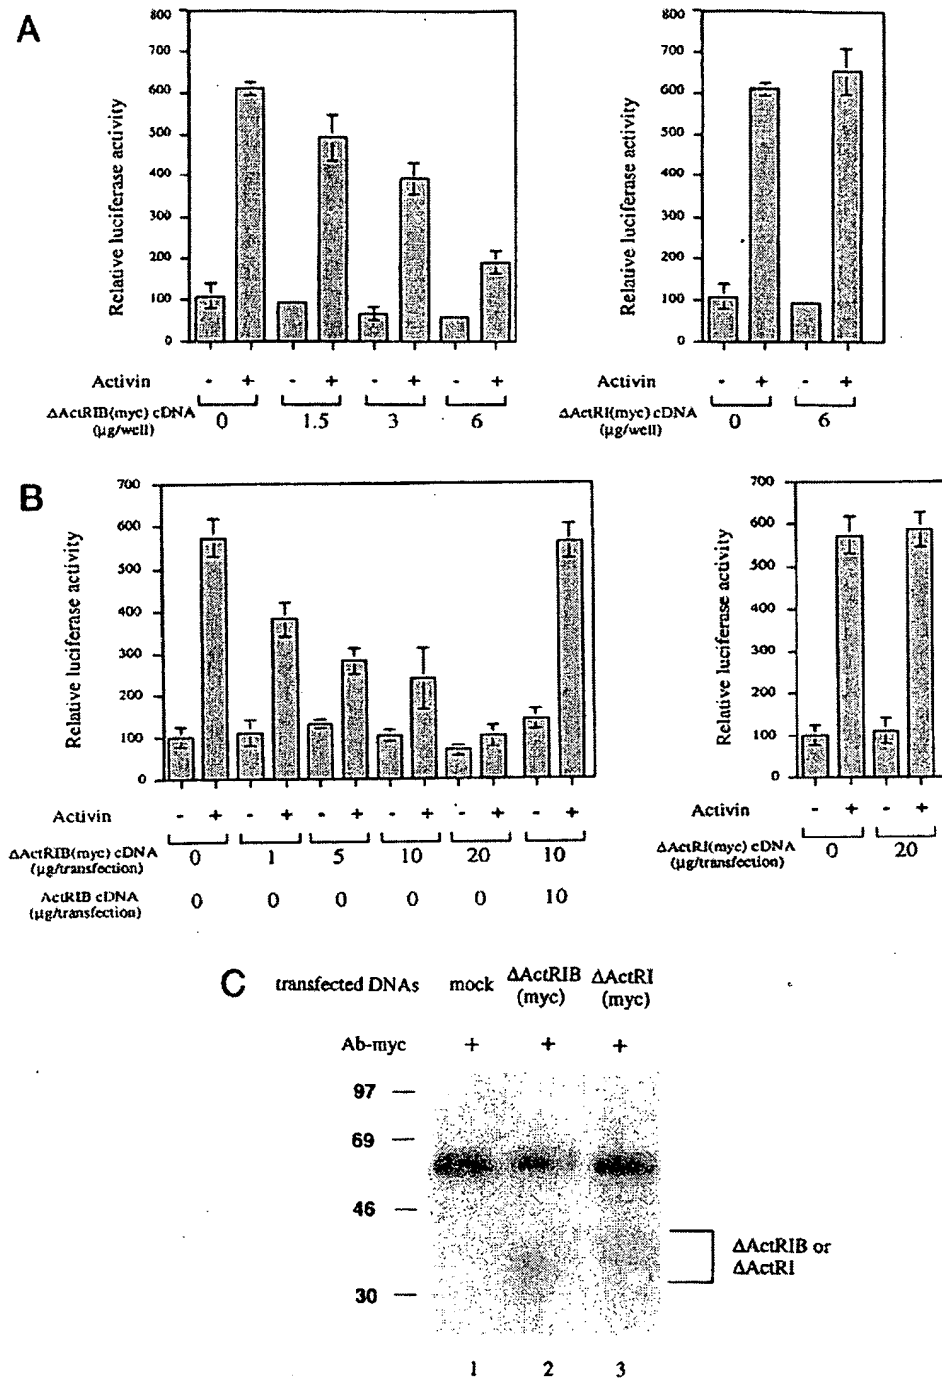 A
Relative luciferase activity
800
700
600
500
400
300
200
100
0
Activin - + - + - + - +
ΔActRIB(myc) cDNA
(μg/well)
0 1.5 3 6
Relative luciferase activity
800
700
600
500
400
300
200
100
0
Activin - + - +
ΔActRI(myc) cDNA
(μg/well)
0 6
B
Relative luciferase activity
700
600
500
400
300
200
100
0
Activin - + - + - + - + - + - +
ΔActRIB(myc) cDNA
(μg/transfection)
0 1 5 10 20 10
ActRIB cDNA
(μg/transfection)
0 0 0 0 0 10
Relative luciferase activity
700
600
500
400
300
200
100
0
Activin - + - +
ΔActRI(myc) cDNA
(μg/transfection)
0 20
C
transfected DNAs mock ΔActRIB (myc) ΔActRI (myc)
Ab-myc + + +
97
69
46
30
ΔActRIB or
ΔActRI
1 2 3